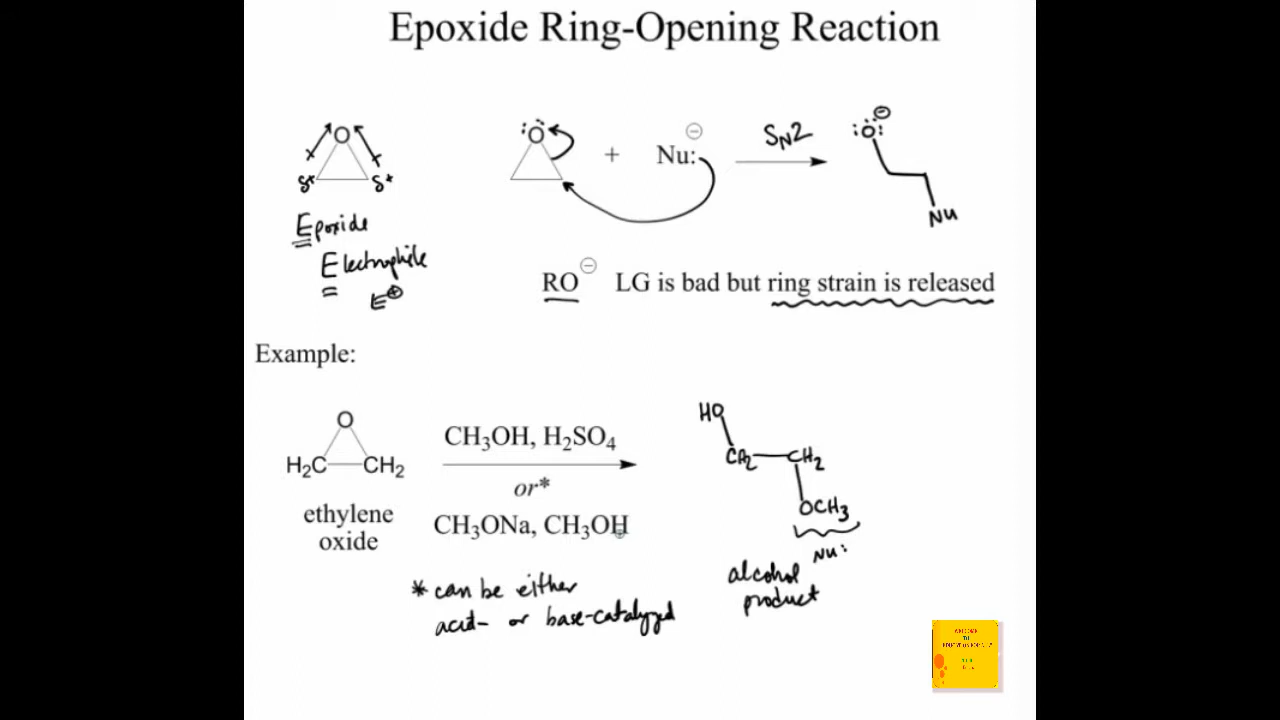 Epoxide Ring-Opening Reaction
O
δ+ δ+
Epoxide
Electrophile
E⊕
:Ö + Nu: ⊖ SN2 :Ö: ⊖
Nu
RO⊖ LG is bad but ring strain is released
Example:
O
H₂C CH₂
ethylene
oxide
CH₃OH, H₂SO₄
or*
CH₃ONa, CH₃OH
* can be either
acid- or base-catalyzed
HO
CH₂ CH₂
OCH₃
Nu:
alcohol
product
WELCOME
TO